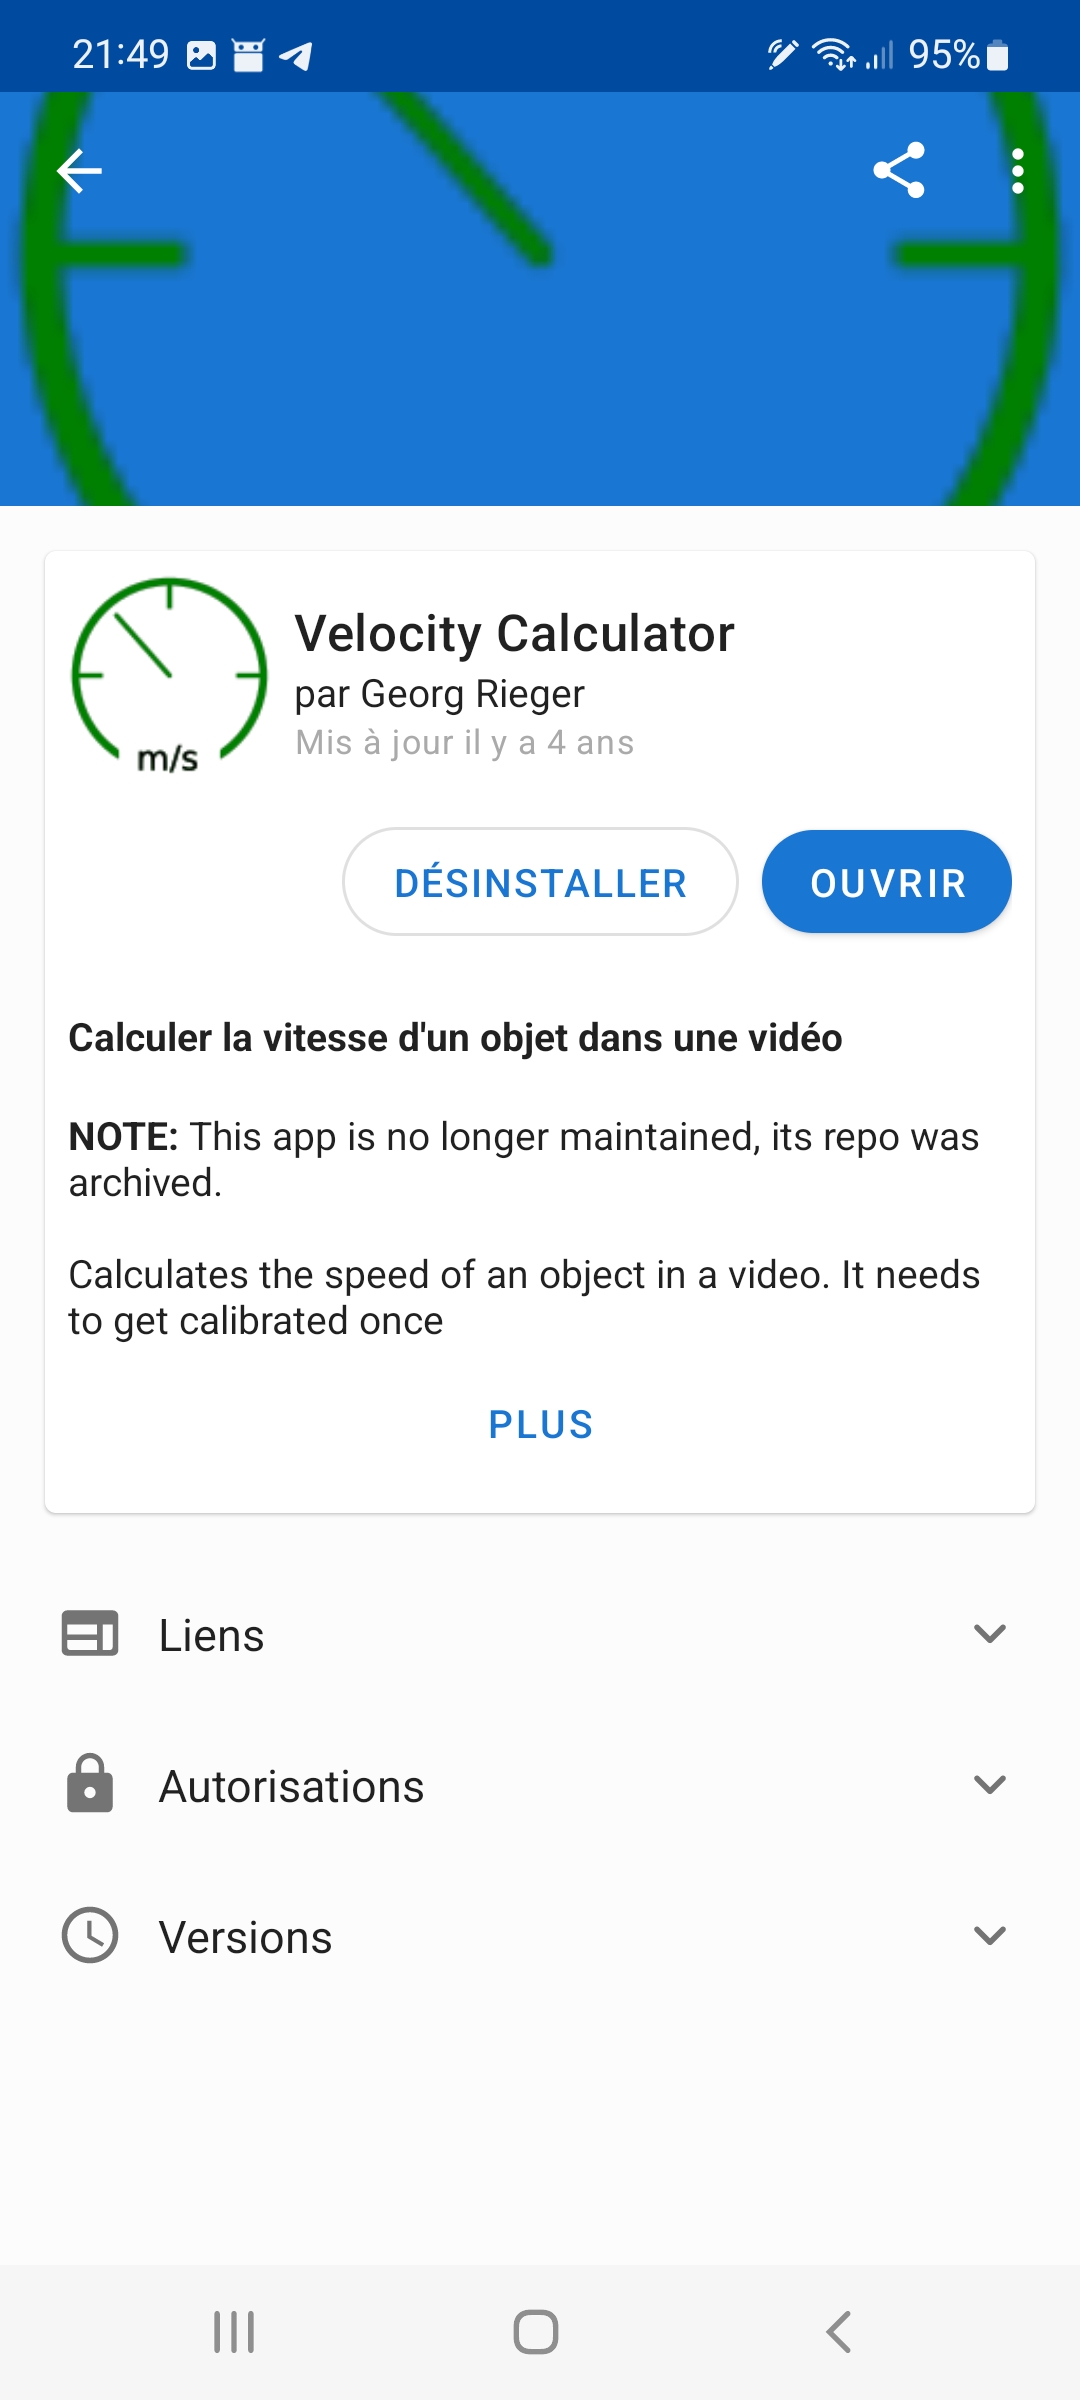 21:49
95%
Velocity Calculator
par Georg Rieger
Mis à jour il y a 4 ans
m/s
DÉSINSTALLER
OUVRIR
Calculer la vitesse d'un objet dans une vidéo
NOTE: This app is no longer maintained, its repo was
archived.
Calculates the speed of an object in a video. It needs
to get calibrated once
PLUS
Liens
Autorisations
Versions